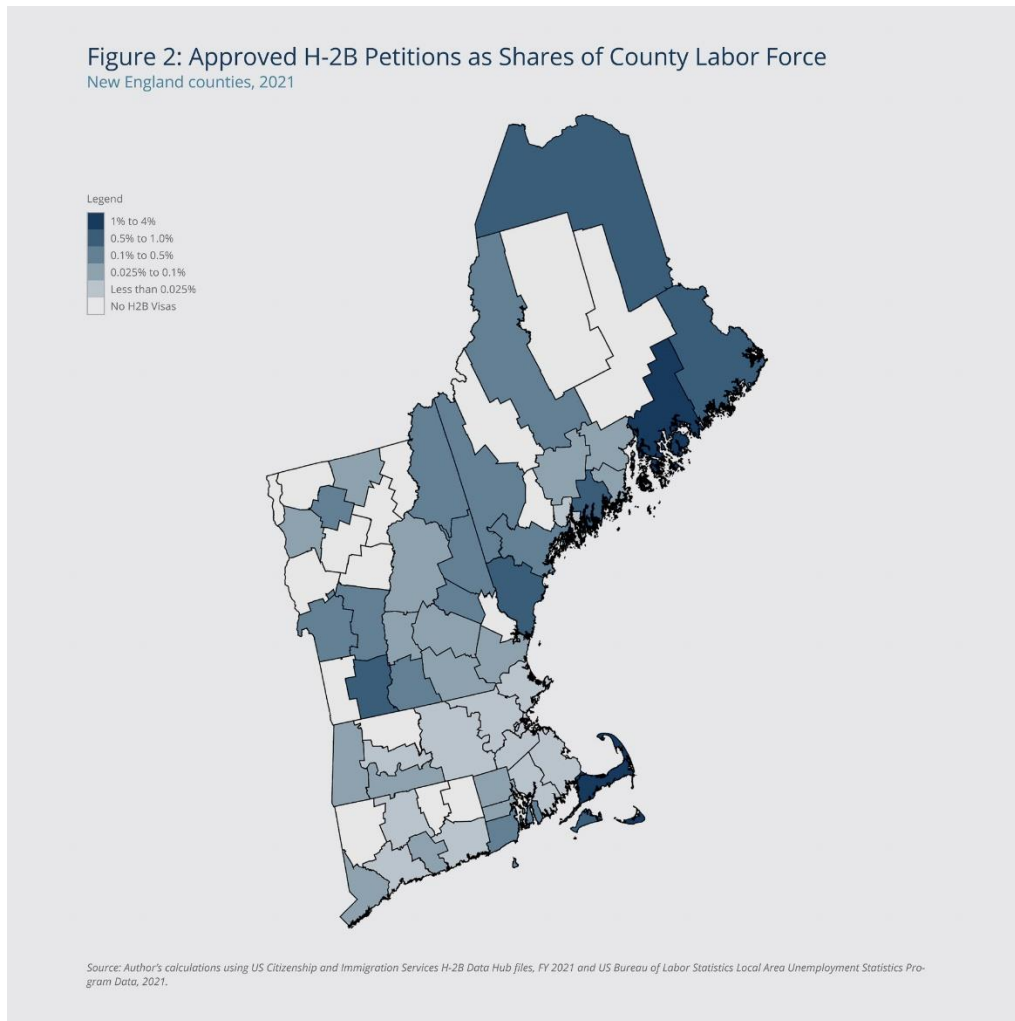 Figure 2: Approved H-2B Petitions as Shares of County Labor Force
New England counties, 2021
Legend
1% to 4%
0.5% to 1.0%
0.1% to 0.5%
0.025% to 0.1%
Less than 0.025%
No H2B Visas
Source: Author's calculations using US Citizenship and Immigration Services H-2B Data Hub files, FY 2021 and US Bureau of Labor Statistics Local Area Unemployment Statistics Pro-
gram Data, 2021.